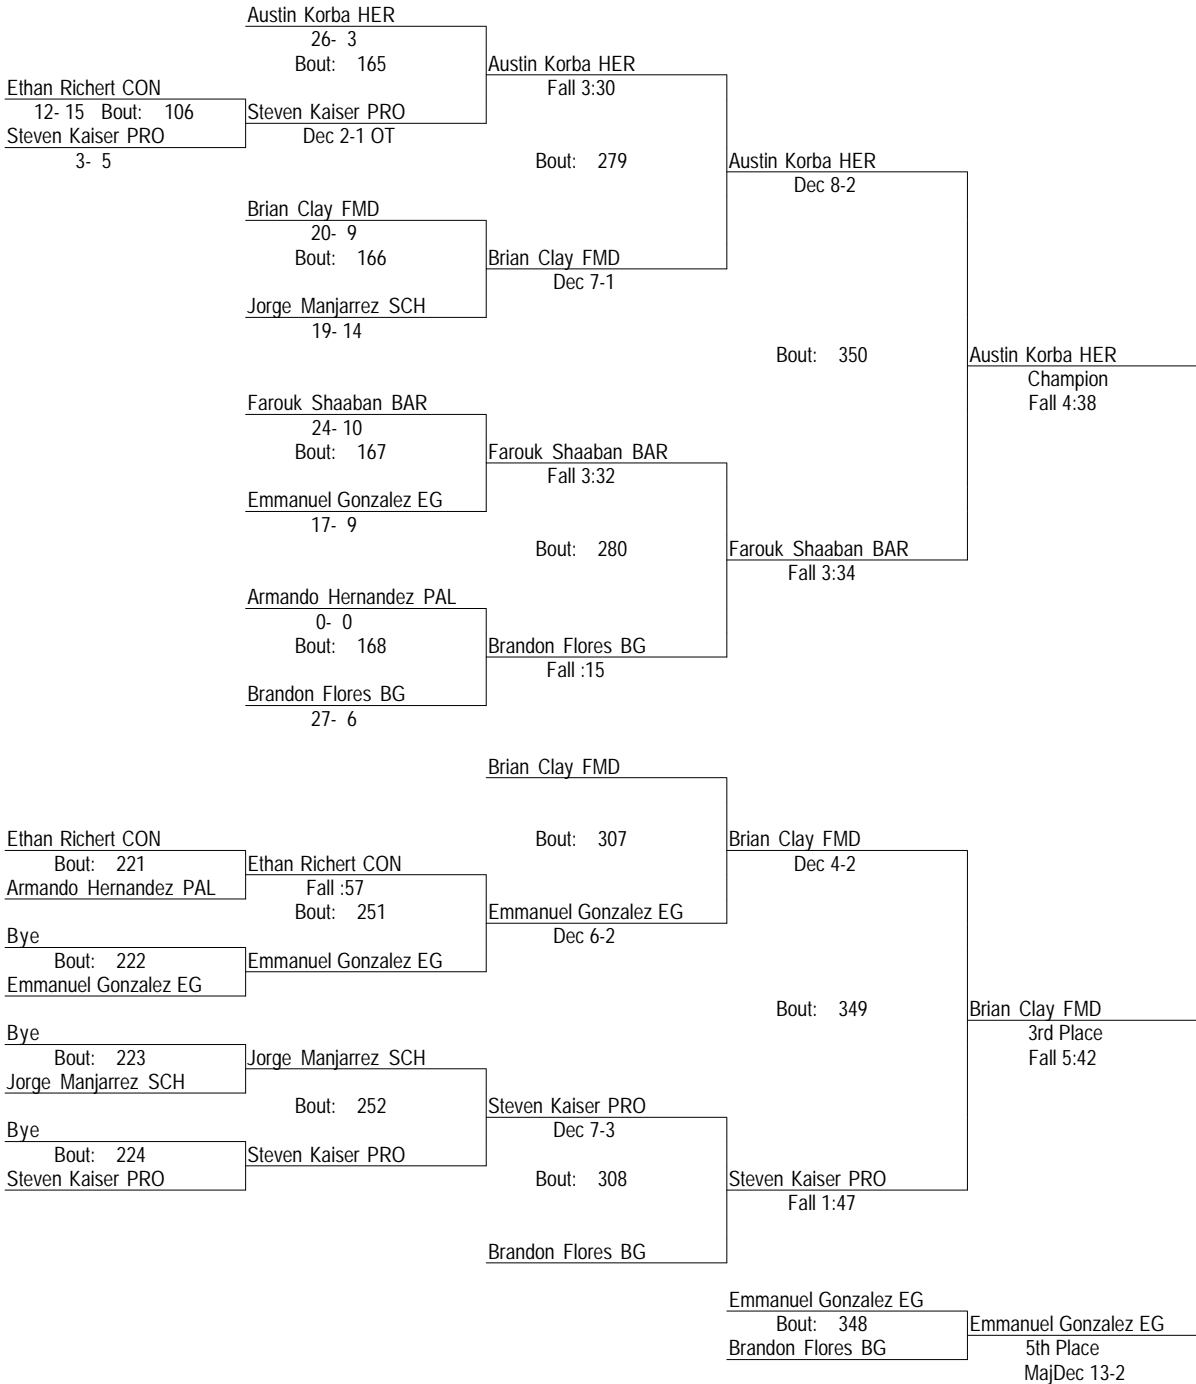 Austin Korba HER
26- 3
Bout: 165
Austin Korba HER
Fall 3:30
Ethan Richert CON
12- 15 Bout: 106
Steven Kaiser PRO
3- 5
Steven Kaiser PRO
Dec 2-1 OT
Bout: 279
Austin Korba HER
Dec 8-2
Brian Clay FMD
20- 9
Bout: 166
Brian Clay FMD
Dec 7-1
Jorge Manjarrez SCH
19- 14
Bout: 350
Austin Korba HER
Champion
Fall 4:38
Farouk Shaaban BAR
24- 10
Bout: 167
Farouk Shaaban BAR
Fall 3:32
Emmanuel Gonzalez EG
17- 9
Bout: 280
Farouk Shaaban BAR
Fall 3:34
Armando Hernandez PAL
0- 0
Bout: 168
Brandon Flores BG
Fall :15
Brandon Flores BG
27- 6
Brian Clay FMD
Bout: 307
Brian Clay FMD
Dec 4-2
Ethan Richert CON
Bout: 221
Armando Hernandez PAL
Ethan Richert CON
Fall :57
Bout: 251
Emmanuel Gonzalez EG
Dec 6-2
Bye
Bout: 222
Emmanuel Gonzalez EG
Emmanuel Gonzalez EG
Bout: 349
Brian Clay FMD
3rd Place
Fall 5:42
Bye
Bout: 223
Jorge Manjarrez SCH
Jorge Manjarrez SCH
Bout: 252
Steven Kaiser PRO
Dec 7-3
Bye
Bout: 224
Steven Kaiser PRO
Steven Kaiser PRO
Bout: 308
Steven Kaiser PRO
Fall 1:47
Brandon Flores BG
Emmanuel Gonzalez EG
Bout: 348
Brandon Flores BG
Emmanuel Gonzalez EG
5th Place
MajDec 13-2